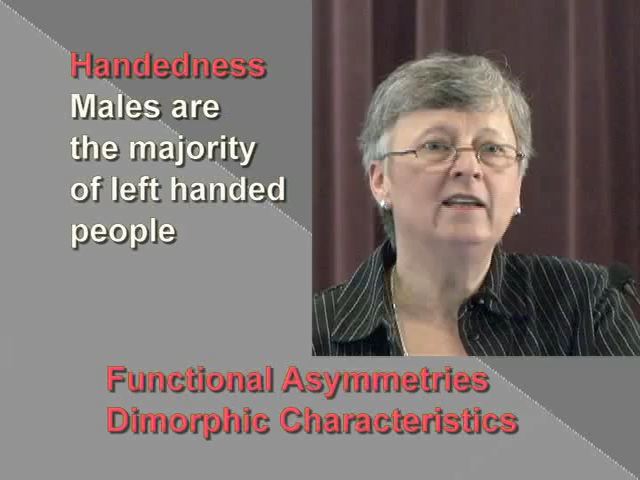 Handedness
Males are
the majority
of left handed
people
Functional Asymmetries
Dimorphic Characteristics